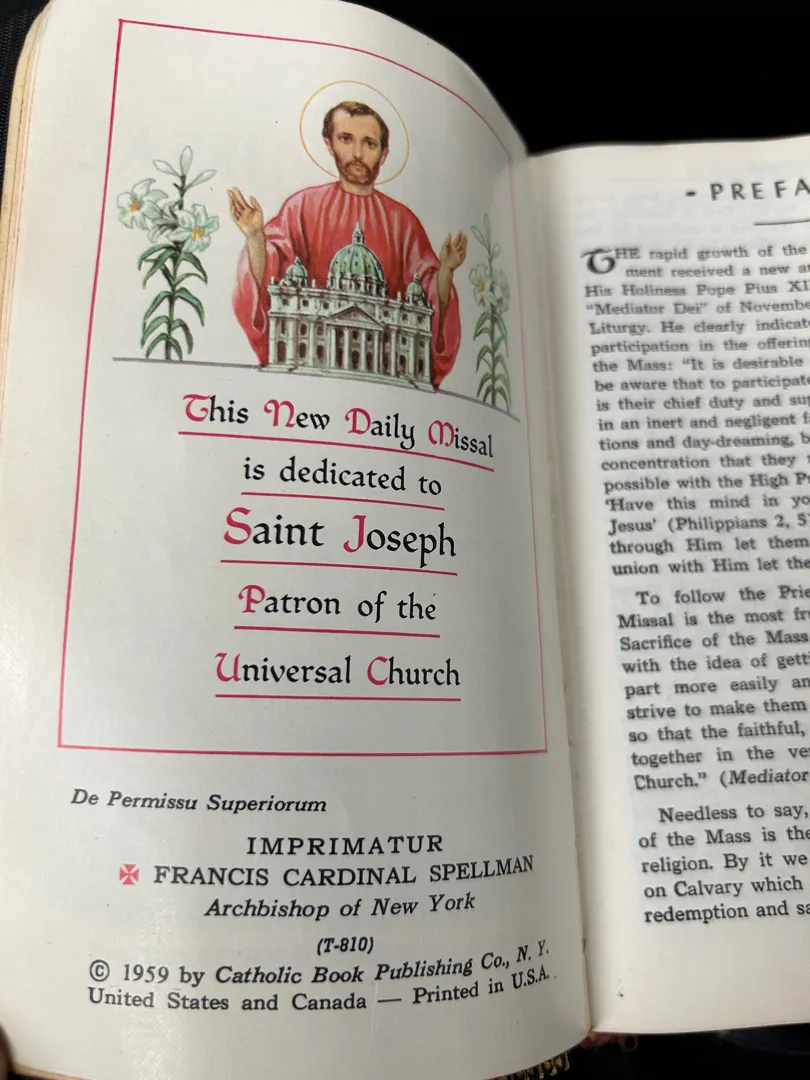 This New Daily Missal
is dedicated to
Saint Joseph
Patron of the
Universal Church
De Permissu Superiorum
IMPRIMATUR
✠ FRANCIS CARDINAL SPELLMAN
Archbishop of New York
(T-810)
© 1959 by Catholic Book Publishing Co., N. Y.
United States and Canada — Printed in U.S.A.
- PREFA
THE rapid growth of the
ment received a new
His Holiness Pope Pius XI
"Mediator Dei" of Novembe
Liturgy. He clearly indicat
participation in the offering
the Mass: "It is desirable
be aware that to participate
is their chief duty and su
in an inert and negligent f
tions and day-dreaming, b
concentration that they
possible with the High P
'Have this mind in yo
Jesus' (Philippians 2, 5
through Him let them
union with Him let the
To follow the Prie
Missal is the most fr
Sacrifice of the Mass
with the idea of getti
part more easily an
strive to make them
so that the faithful,
together in the ve
Church." (Mediator
Needless to say,
of the Mass is the
religion. By it we
on Calvary which
redemption and sa